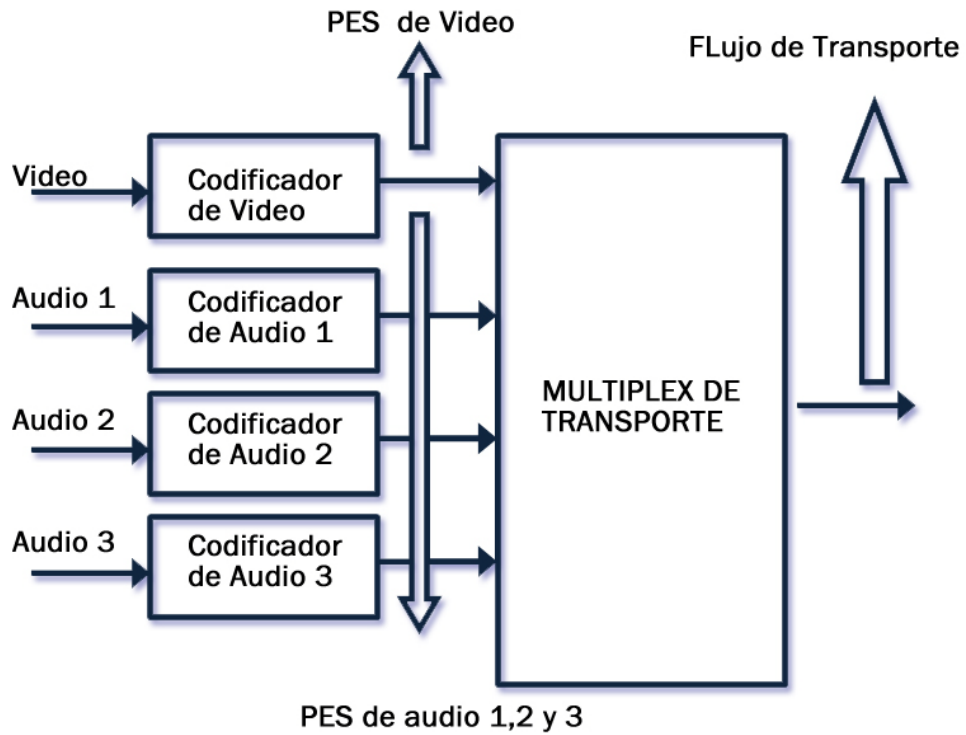 PES de Video
FLujo de Transporte
Video
Codificador
de Video
Audio 1
Codificador
de Audio 1
Audio 2
Codificador
de Audio 2
Audio 3
Codificador
de Audio 3
MULTIPLEX DE
TRANSPORTE
PES de audio 1,2 y 3